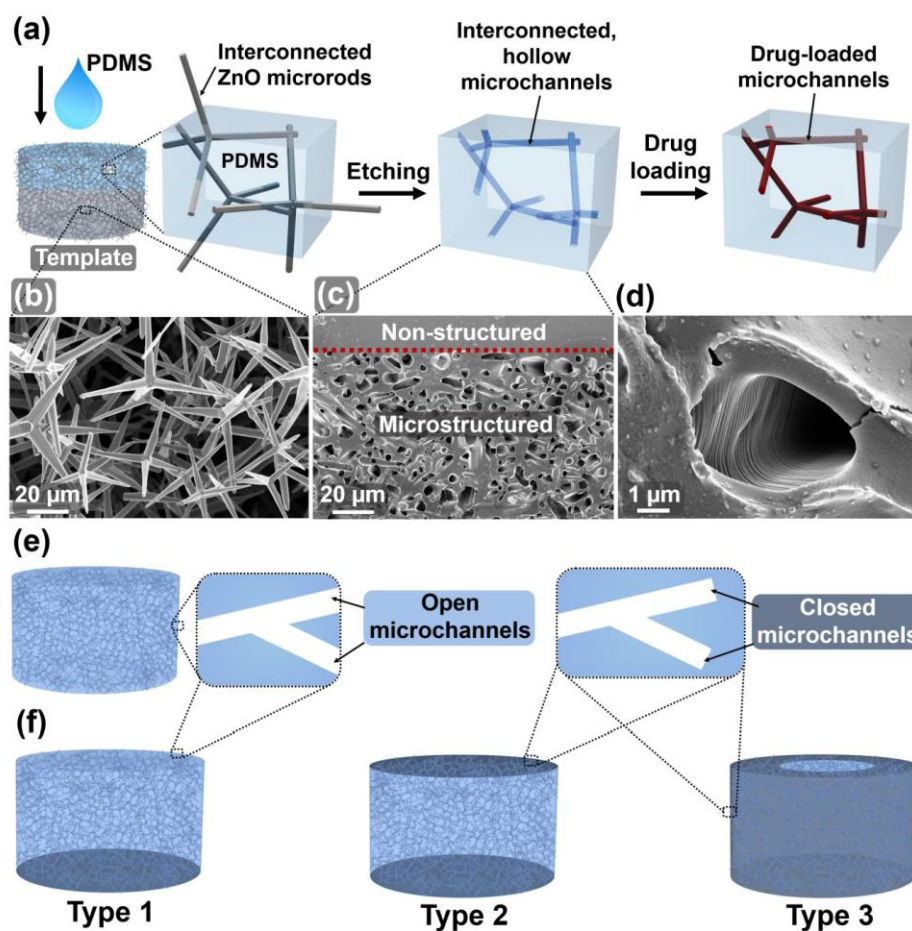 (a)
PDMS
Interconnected
ZnO microrods
Interconnected,
hollow
microchannels
Drug-loaded
microchannels
PDMS
Etching
Drug
loading
Template
(b)
(c)
(d)
Non-structured
Microstructured
20 µm
20 µm
1 µm
(e)
Open
microchannels
Closed
microchannels
(f)
Type 1
Type 2
Type 3